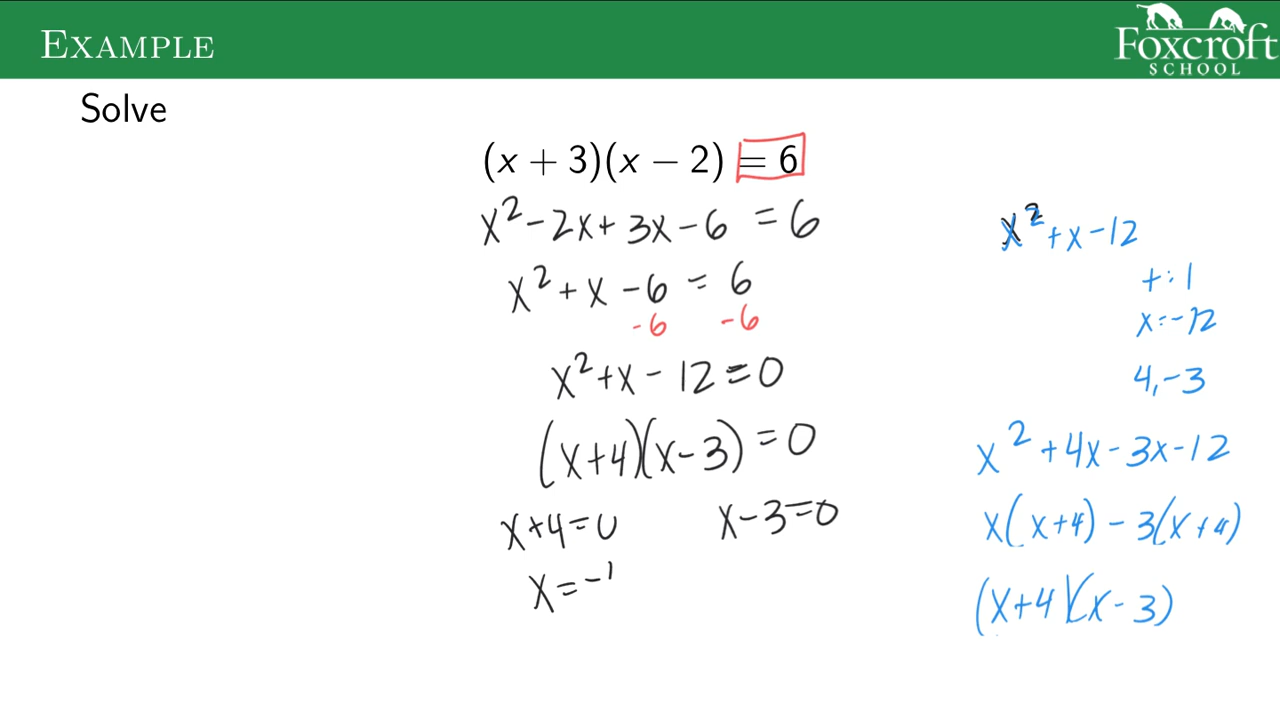 EXAMPLE
Foxcroft
SCHOOL
Solve
(x + 3)(x − 2) = 6
x² - 2x + 3x - 6 = 6
x² + x - 6 = 6
-6 -6
x² + x - 12 = 0
(x+4)(x-3) = 0
x+4=0 x-3=0
x = -
x² + x - 12
+: 1
x: -12
4, -3
x² + 4x - 3x - 12
x(x+4) - 3(x+4)
(x+4)(x-3)